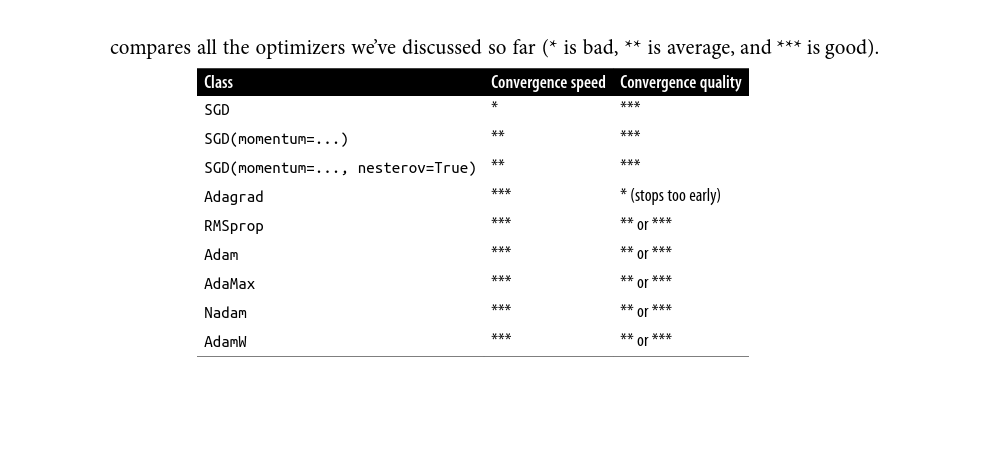 compares all the optimizers we’ve discussed so far (* is bad, ** is average, and *** is good).
Class Convergence speed Convergence quality
SGD * ***
SGD(momentum=...) ** ***
SGD(momentum=..., nesterov=True) ** ***
Adagrad *** * (stops too early)
RMSprop *** ** or ***
Adam *** ** or ***
AdaMax *** ** or ***
Nadam *** ** or ***
AdamW *** ** or ***